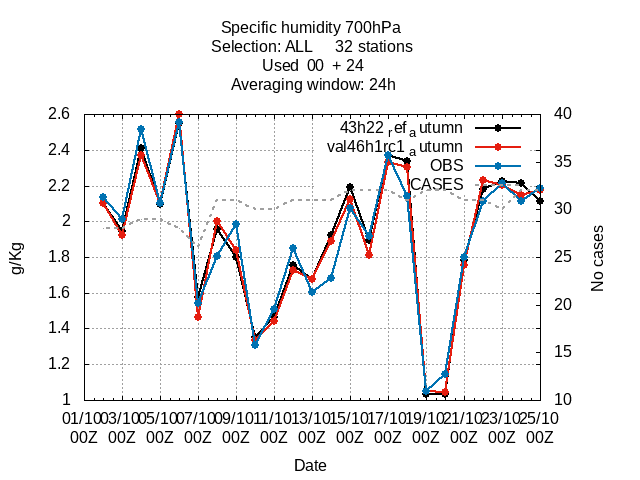 Specific humidity 700hPa
Selection: ALL 32 stations
Used 00 + 24
Averaging window: 24h
43h22ref autumn
val46h1rc1autumn
OBS
CASES
g/Kg
2.6
2.4
2.2
2
1.8
1.6
1.4
1.2
1
No cases
40
35
30
25
20
15
10
01/10 03/10 05/10 07/10 09/10 11/10 13/10 15/10 17/10 19/10 21/10 23/10 25/10
00Z 00Z 00Z 00Z 00Z 00Z 00Z 00Z 00Z 00Z 00Z 00Z 00Z
Date